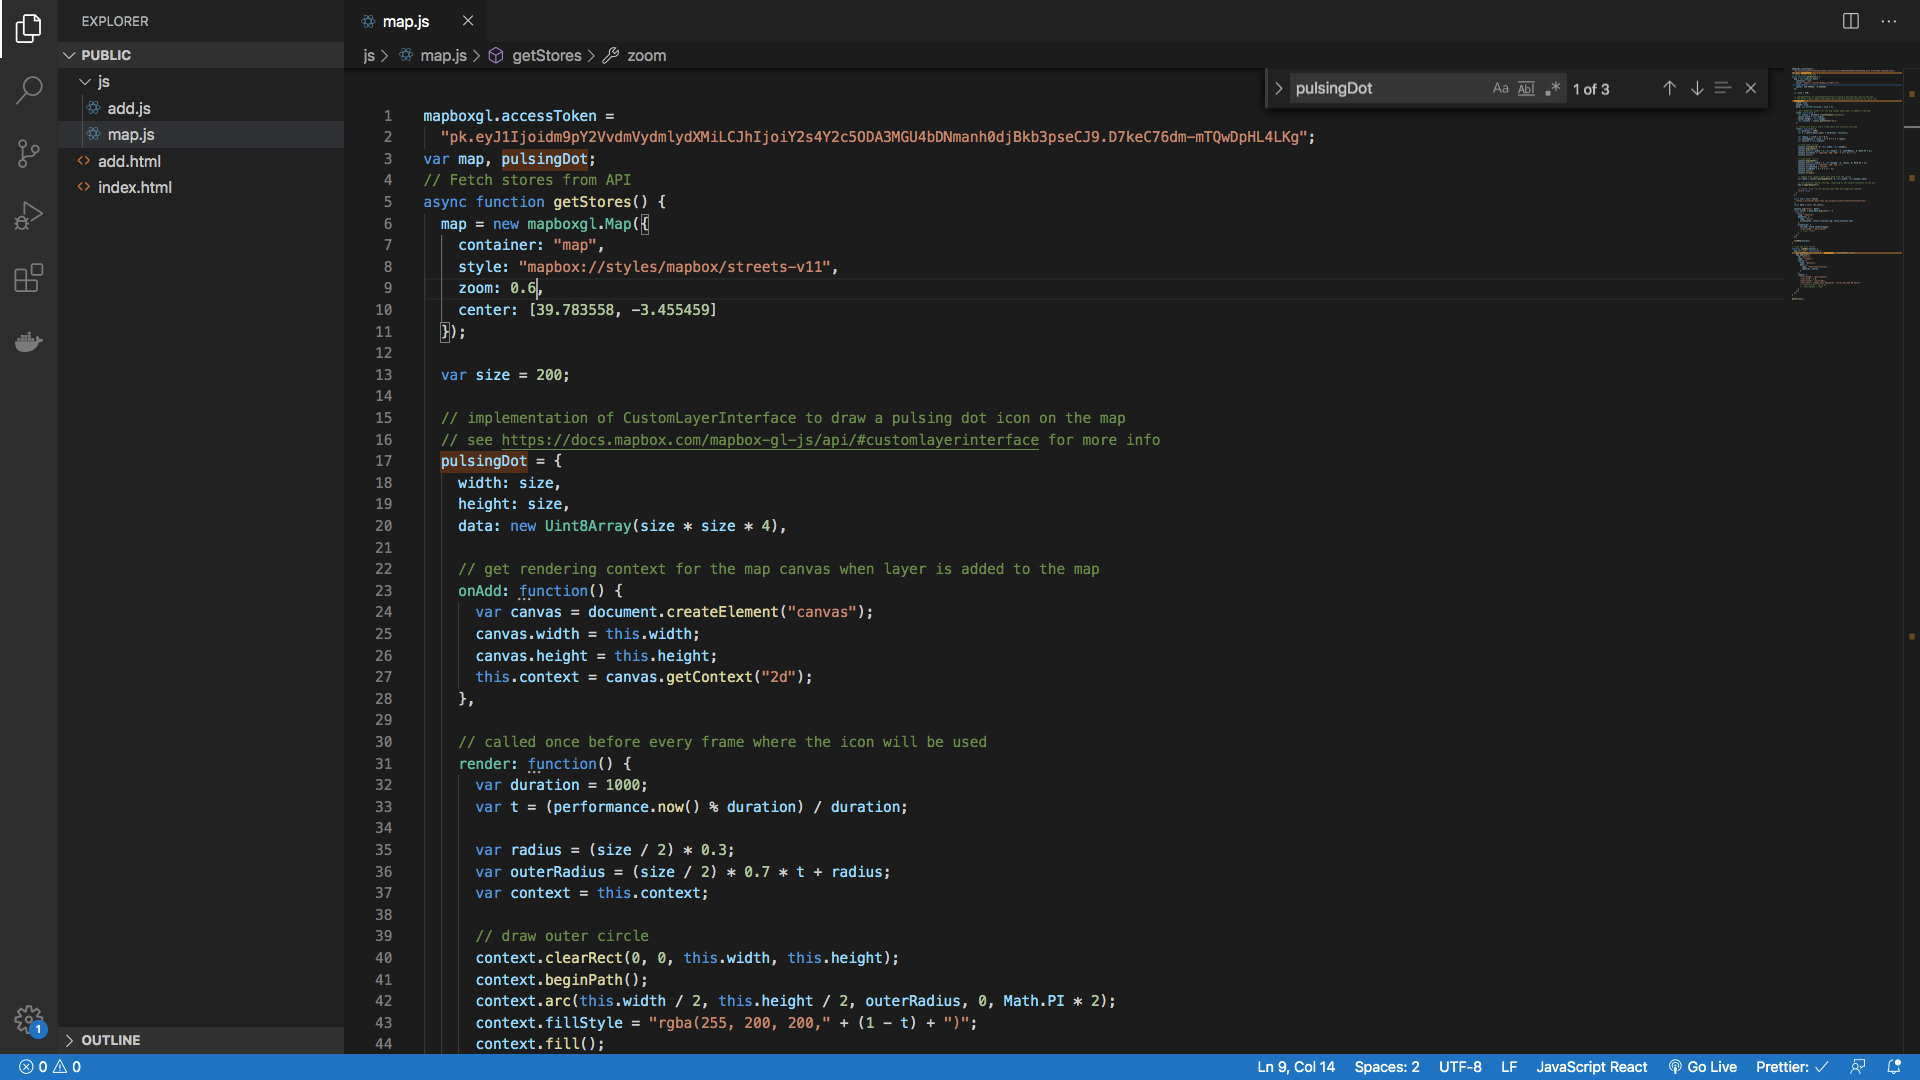 EXPLORER
PUBLIC
js
add.js
map.js
add.html
index.html
OUTLINE
map.js
js > map.js > getStores > zoom
pulsingDot Aa Abl .* 1 of 3
1 mapboxgl.accessToken =
2 "pk.eyJ1Ijoidm9pY2VvdmVydmlydXMiLCJhIjoiY2s4Y2c5ODA3MGU4bDNmanh0djBkb3pseCJ9.D7keC76dm-mTQwDpHL4LKg";
3 var map, pulsingDot;
4 // Fetch stores from API
5 async function getStores() {
6 map = new mapboxgl.Map({
7 container: "map",
8 style: "mapbox://styles/mapbox/streets-v11",
9 zoom: 0.6,
10 center: [39.783558, -3.455459]
11 });
12
13 var size = 200;
14
15 // implementation of CustomLayerInterface to draw a pulsing dot icon on the map
16 // see https://docs.mapbox.com/mapbox-gl-js/api/#customlayerinterface for more info
17 pulsingDot = {
18 width: size,
19 height: size,
20 data: new Uint8Array(size * size * 4),
21
22 // get rendering context for the map canvas when layer is added to the map
23 onAdd: function() {
24 var canvas = document.createElement("canvas");
25 canvas.width = this.width;
26 canvas.height = this.height;
27 this.context = canvas.getContext("2d");
28 },
29
30 // called once before every frame where the icon will be used
31 render: function() {
32 var duration = 1000;
33 var t = (performance.now() % duration) / duration;
34
35 var radius = (size / 2) * 0.3;
36 var outerRadius = (size / 2) * 0.7 * t + radius;
37 var context = this.context;
38
39 // draw outer circle
40 context.clearRect(0, 0, this.width, this.height);
41 context.beginPath();
42 context.arc(this.width / 2, this.height / 2, outerRadius, 0, Math.PI * 2);
43 context.fillStyle = "rgba(255, 200, 200," + (1 - t) + ")";
44 context.fill();
1
0 0
Ln 9, Col 14 Spaces: 2 UTF-8 LF JavaScript React Go Live Prettier: ✓